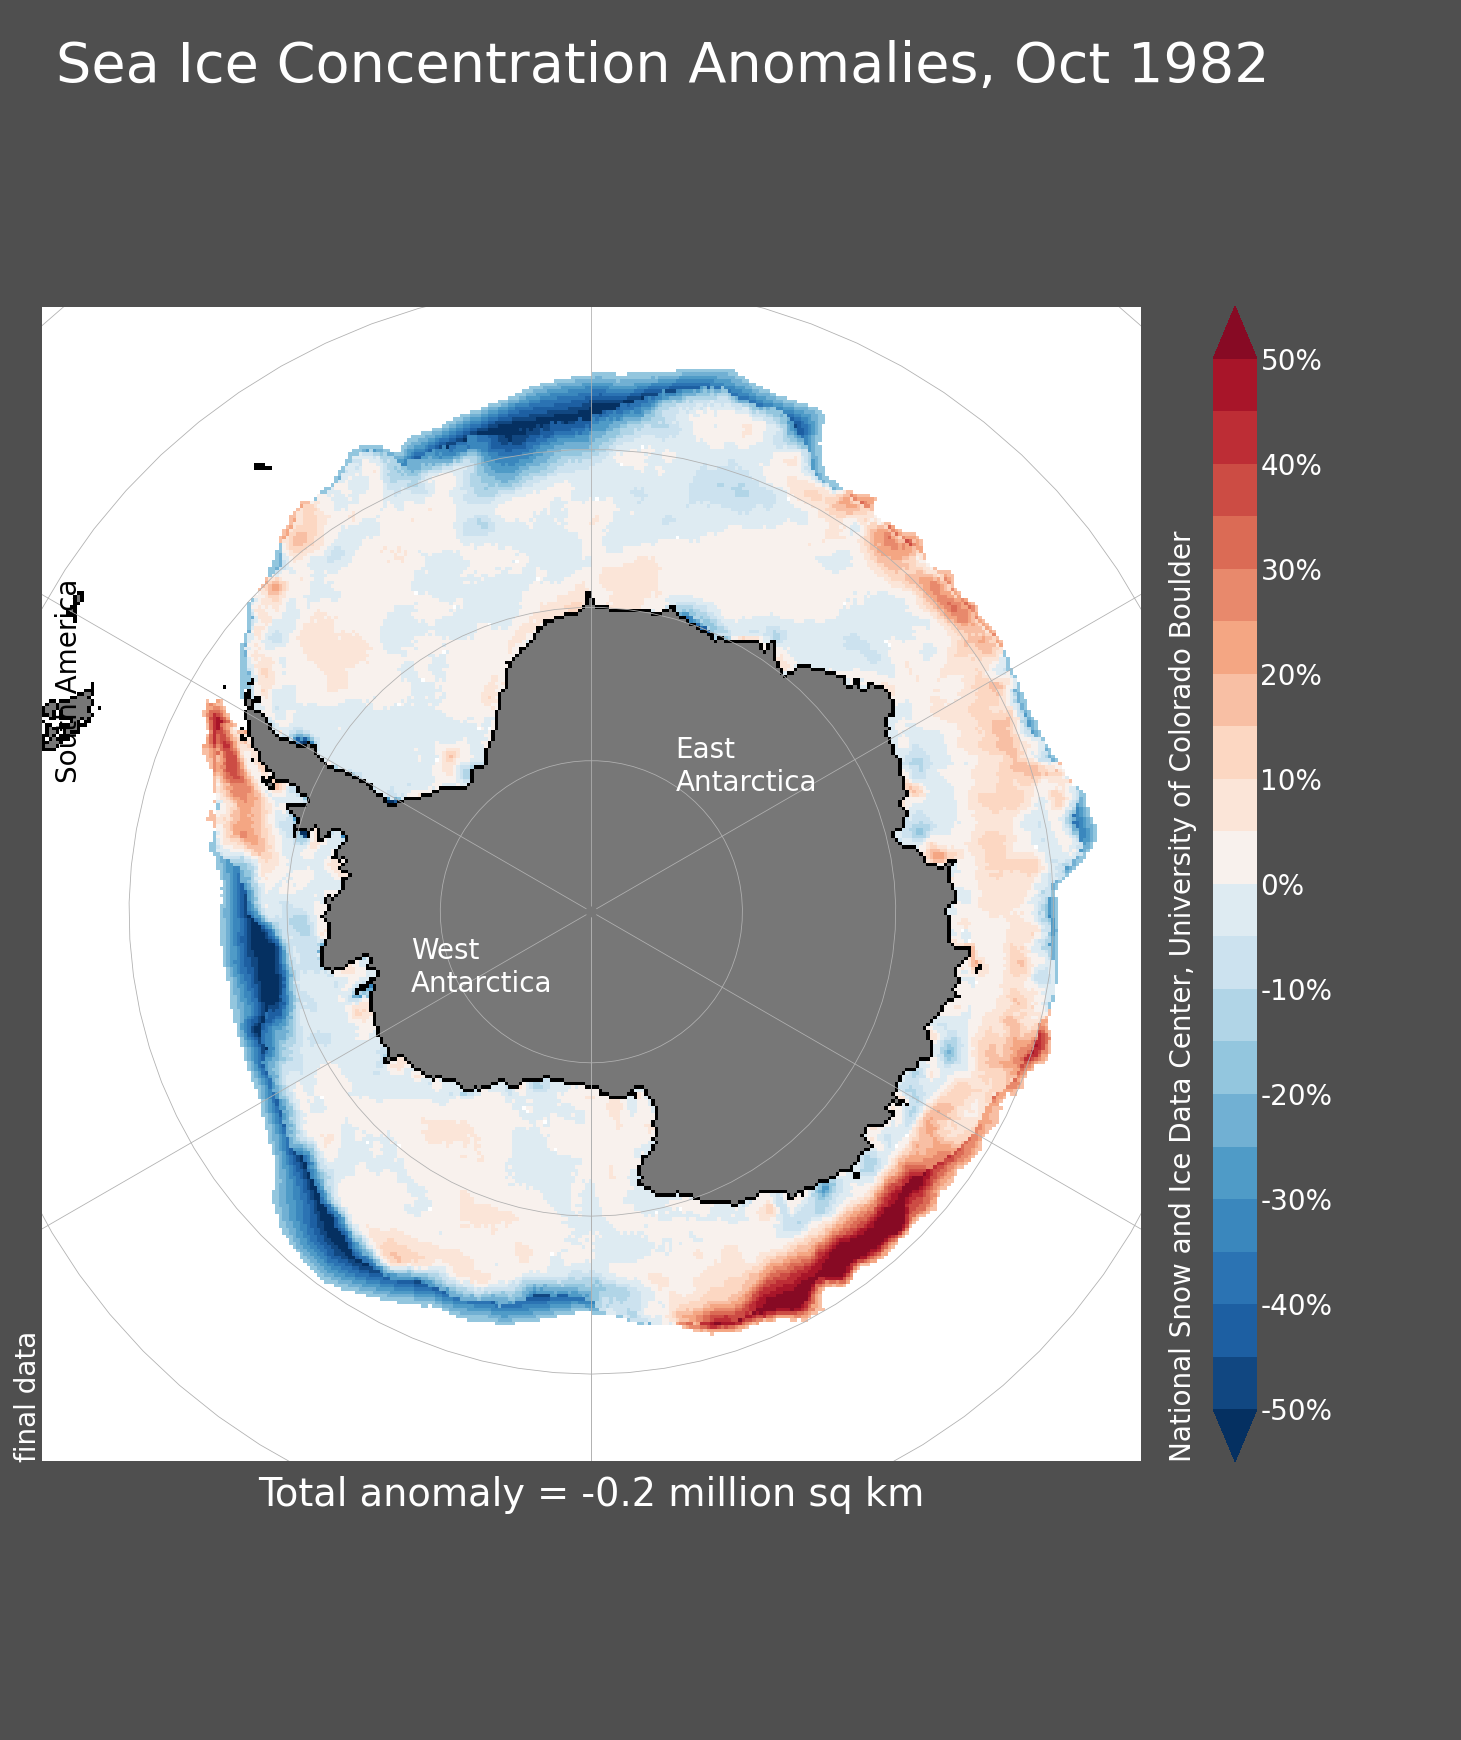 Sea Ice Concentration Anomalies, Oct 1982
South America
East
Antarctica
West
Antarctica
final data
National Snow and Ice Data Center, University of Colorado Boulder
50%
40%
30%
20%
10%
0%
-10%
-20%
-30%
-40%
-50%
Total anomaly = -0.2 million sq km